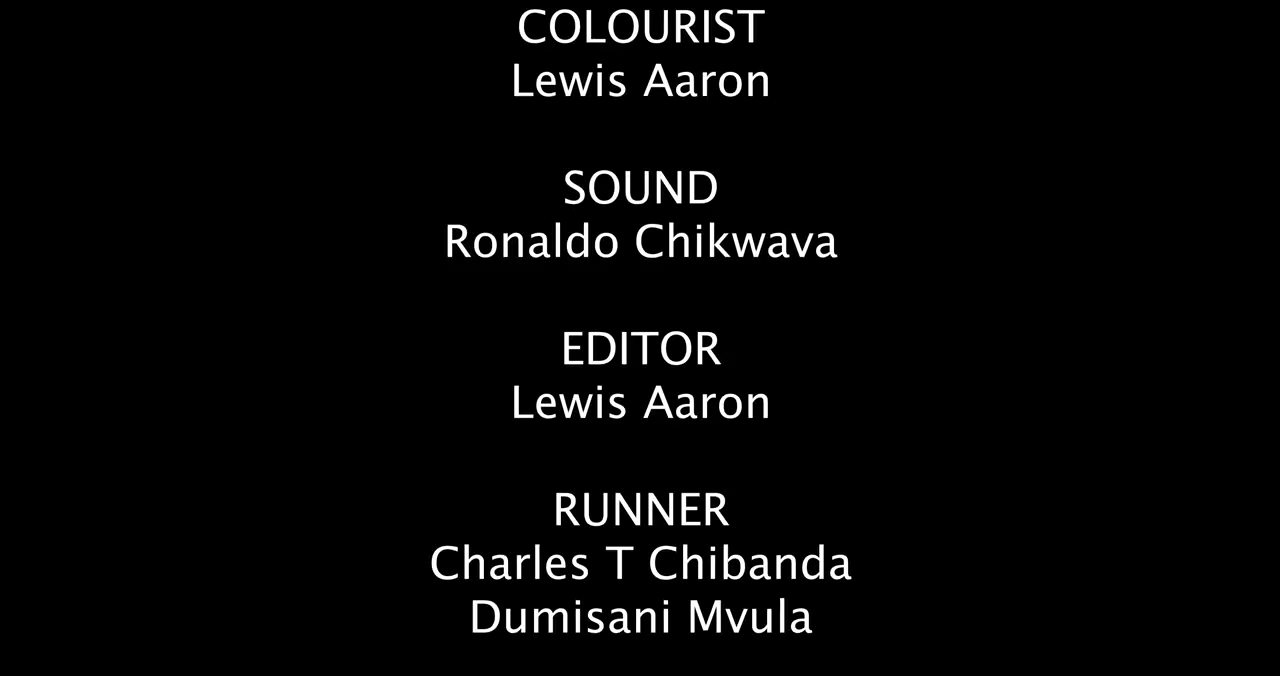 COLOURIST
Lewis Aaron
SOUND
Ronaldo Chikwava
EDITOR
Lewis Aaron
RUNNER
Charles T Chibanda
Dumisani Mvula